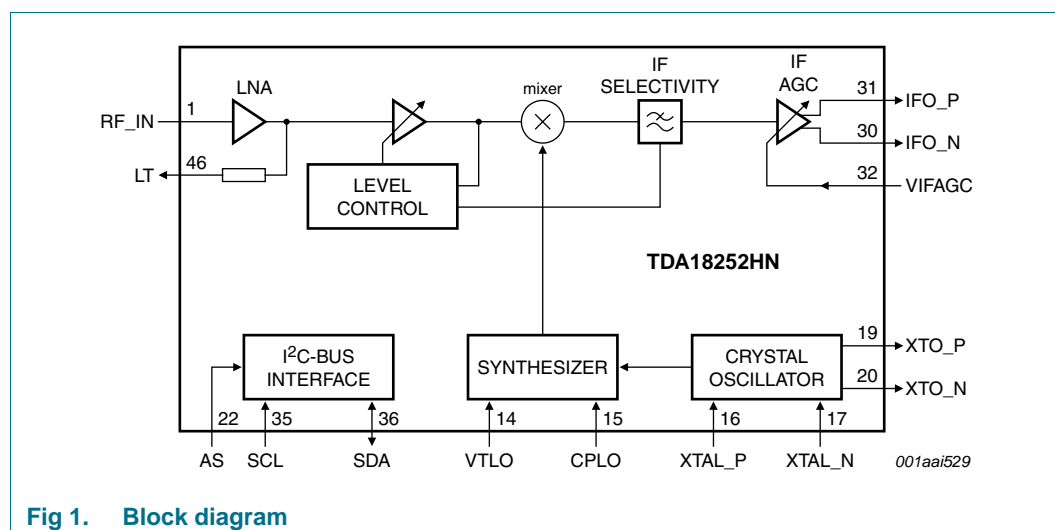 LNA
mixer
IF
SELECTIVITY
IF
AGC
1
RF_IN
46
LT
LEVEL
CONTROL
31
IFO_P
30
IFO_N
32
VIFAGC
TDA18252HN
I²C-BUS
INTERFACE
SYNTHESIZER
CRYSTAL
OSCILLATOR
19
XTO_P
20
XTO_N
22 35 36 14 15 16 17
AS SCL SDA VTLO CPLO XTAL_P XTAL_N 001aai529
Fig 1. Block diagram